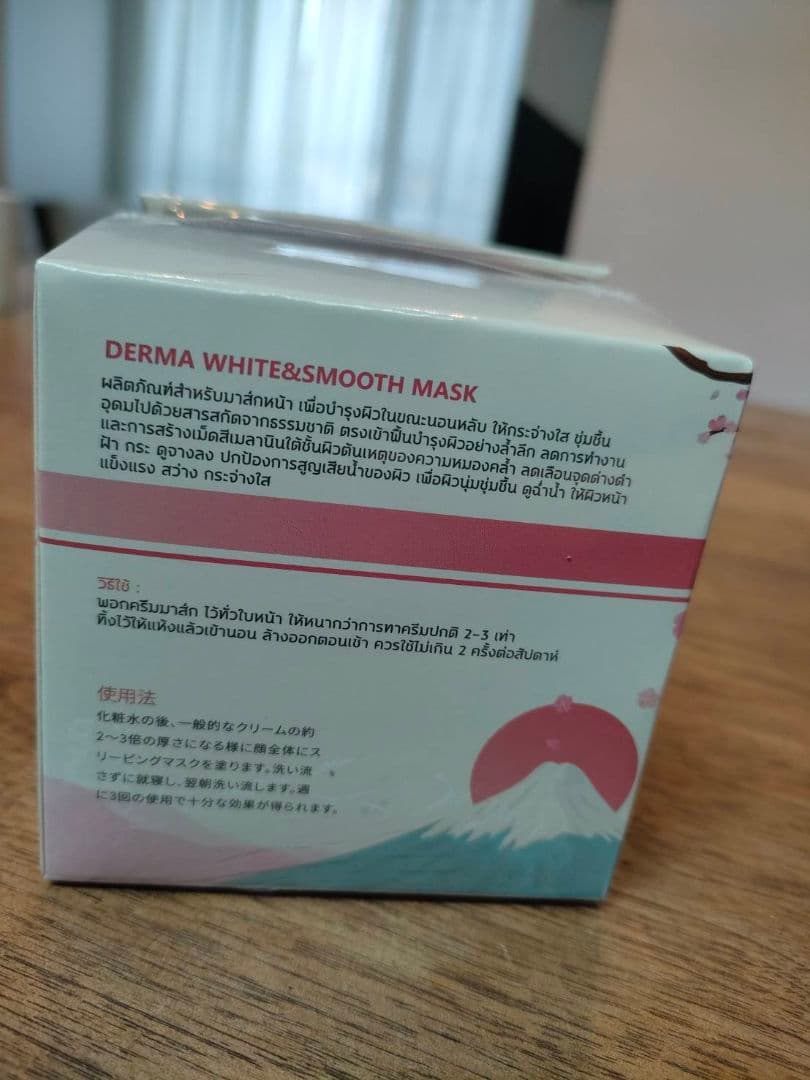 DERMA WHITE&SMOOTH MASK
ผลิตภัณฑ์สำหรับมาส์กหน้า เพื่อบำรุงผิวในขณะนอนหลับ ให้กระจ่างใส ชุ่มชื้น
อุดมไปด้วยสารสกัดจากธรรมชาติ ตรงเข้าฟื้นบำรุงผิวอย่างล้ำลึก ลดการทำงาน
และการสร้างเม็ดสีเมลานินใต้ชั้นผิวต้นเหตุของความหมองคล้ำ ลดเลือนจุดด่างดำ
ฝ้า กระ ดูจางลง ปกป้องการสูญเสียน้ำของผิว เพื่อผิวนุ่มชุ่มชื้น ดูฉ่ำน้ำ ให้ผิวหน้า
แข็งแรง สว่าง กระจ่างใส
วิธีใช้ :
พอกครีมมาส์ก ไว้ทั่วใบหน้า ให้หนากว่าการทาครีมปกติ 2-3 เท่า
ทิ้งไว้ให้แห้งแล้วเข้านอน ล้างออกตอนเช้า ควรใช้ไม่เกิน 2 ครั้งต่อสัปดาห์
使用法
化粧水の後、一般的なクリームの約
2～3倍の厚さになる様に顔全体にス
リーピングマスクを塗ります。洗い流
さずに就寝し、翌朝洗い流します。週
に3回の使用で十分な効果が得られます。